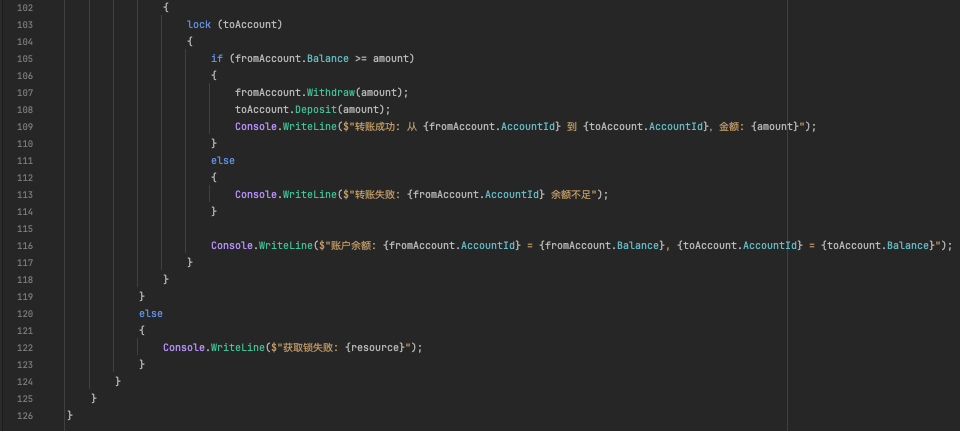 102 {
103 lock (toAccount)
104 {
105 if (fromAccount.Balance >= amount)
106 {
107 fromAccount.Withdraw(amount);
108 toAccount.Deposit(amount);
109 Console.WriteLine($"转账成功: 从 {fromAccount.AccountId} 到 {toAccount.AccountId}, 金额: {amount}");
110 }
111 else
112 {
113 Console.WriteLine($"转账失败: {fromAccount.AccountId} 余额不足");
114 }
115
116 Console.WriteLine($"账户余额: {fromAccount.AccountId} = {fromAccount.Balance}, {toAccount.AccountId} = {toAccount.Balance}");
117 }
118 }
119 }
120 else
121 {
122 Console.WriteLine($"获取锁失败: {resource}");
123 }
124 }
125 }
126 }